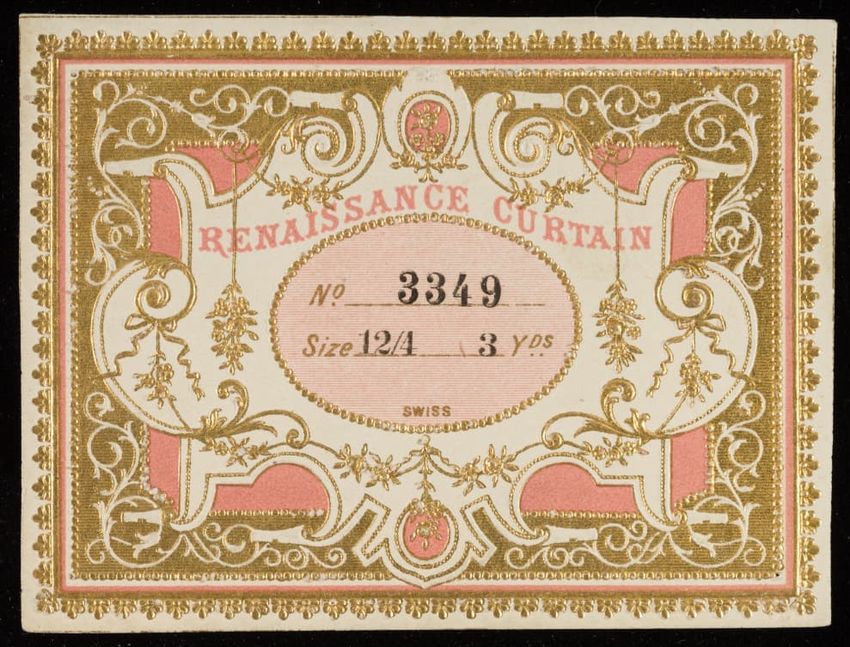 RENAISSANCE CURTAIN
No. 3349
Size 12/4 3 YDS.
SWISS